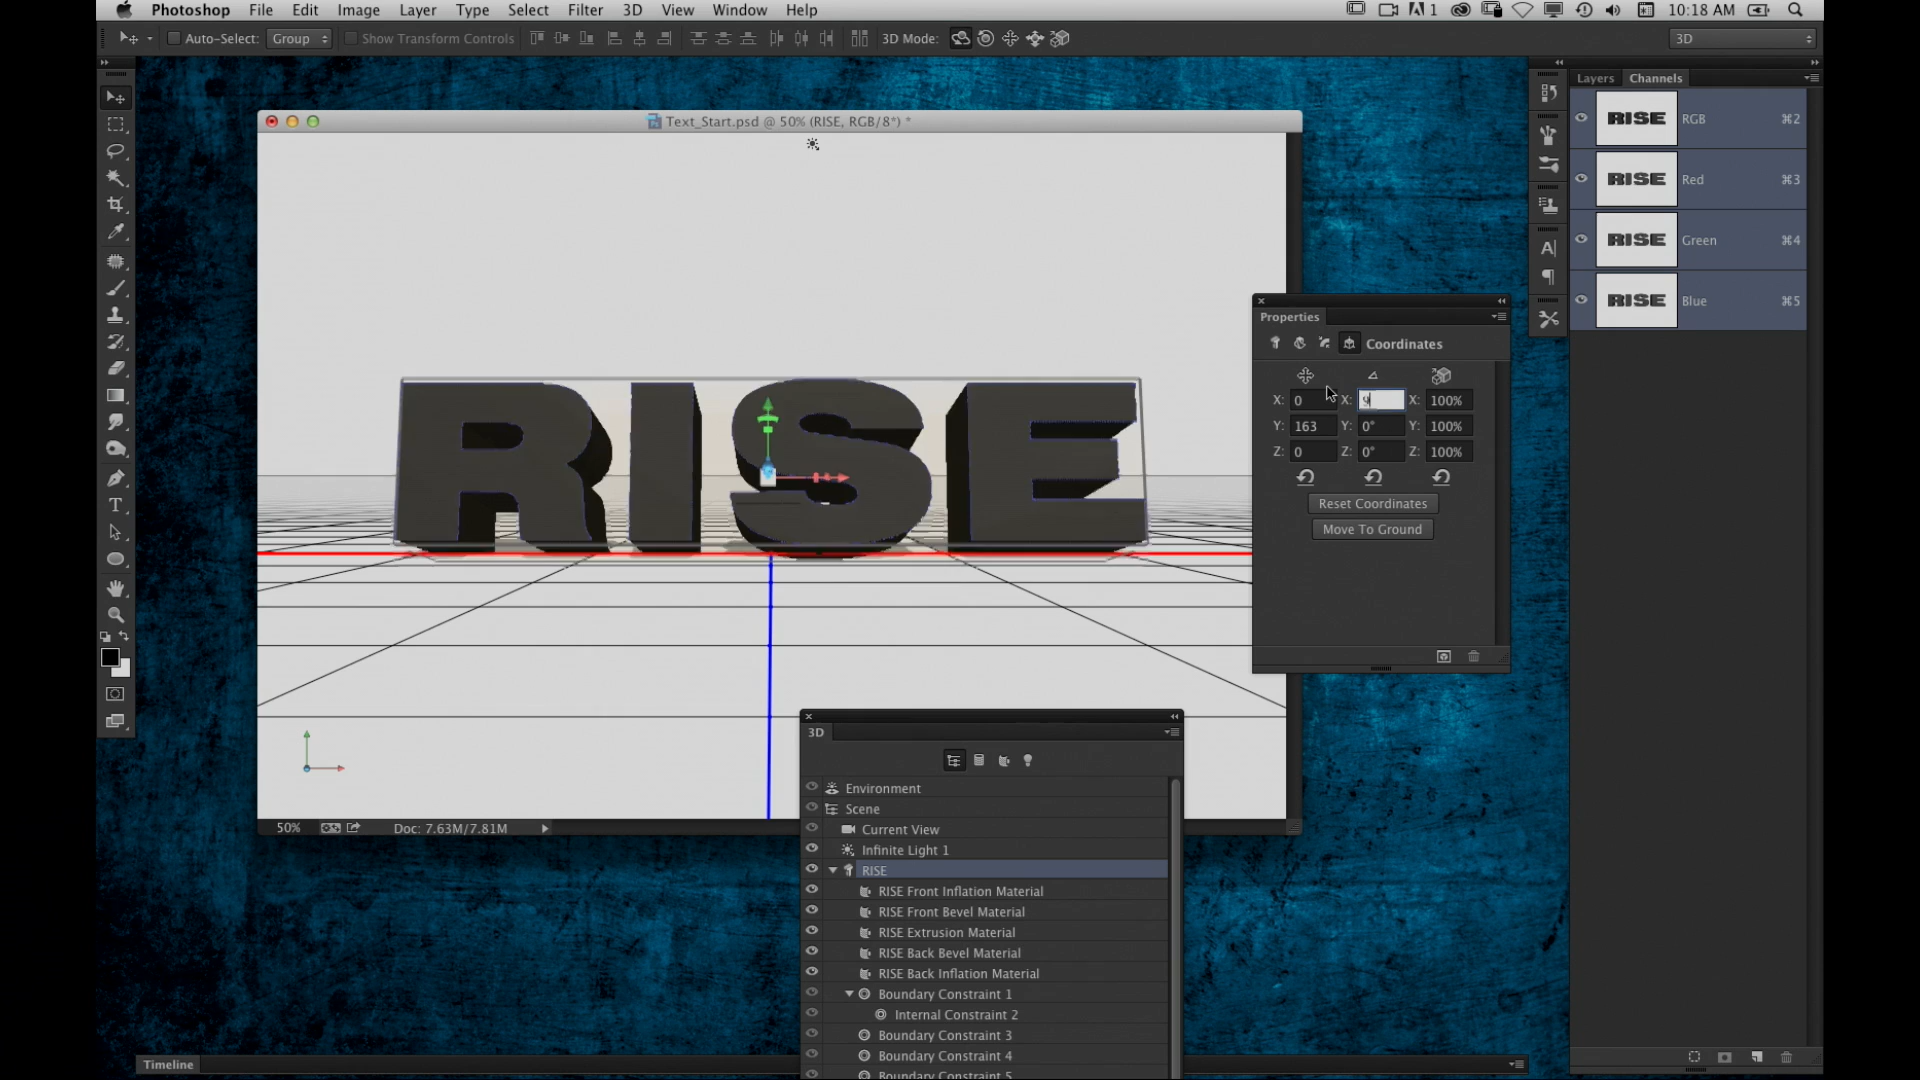 Photoshop File Edit Image Layer Type Select Filter 3D View Window Help 1 10:18 AM
Auto-Select: Group Show Transform Controls 3D Mode: 3D
Layers Channels
Text_Start.psd @ 50% (RISE, RGB/8*) *
RISE RGB ⌘2
RISE Red ⌘3
RISE Green ⌘4
RISE Blue ⌘5
RISE
Properties
Coordinates
X: 0 X: 9 X: 100%
Y: 163 Y: 0° Y: 100%
Z: 0 Z: 0° Z: 100%
Reset Coordinates
Move To Ground
50% Doc: 7.63M/7.81M
3D
Environment
Scene
Current View
Infinite Light 1
RISE
RISE Front Inflation Material
RISE Front Bevel Material
RISE Extrusion Material
RISE Back Bevel Material
RISE Back Inflation Material
Boundary Constraint 1
Internal Constraint 2
Boundary Constraint 3
Boundary Constraint 4
Boundary Constraint 5
Timeline